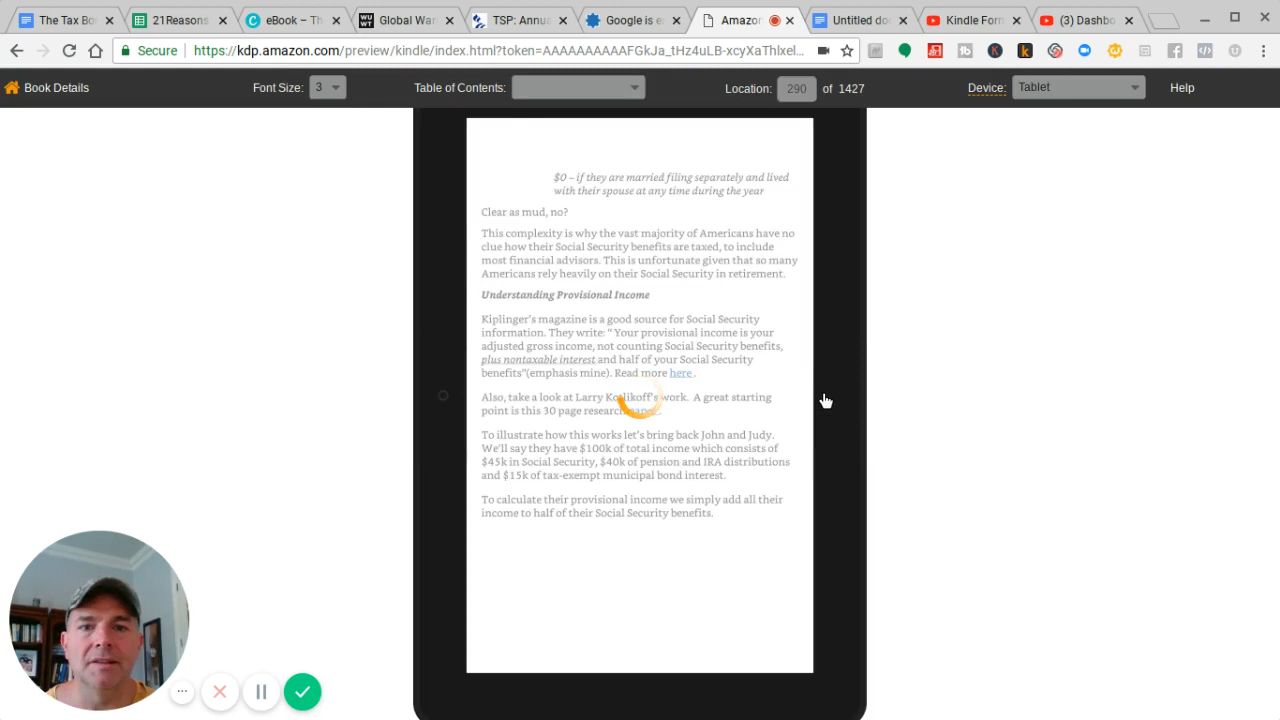 The Tax Bo
21Reasons
eBook – Th
WU WT
Global War
TSP: Annua
Google is e
Amazon
Untitled do
Kindle Form
(3) Dashbo
Secure
https://kdp.amazon.com/preview/kindle/index.html?token=AAAAAAAAAAFGkJa_tHz4uLB-xcyXaThlxel...
Book Details
Font Size:
3
Table of Contents:
Location:
290
of 1427
Device:
Tablet
Help
$0 – if they are married filing separately and lived
with their spouse at any time during the year
Clear as mud, no?
This complexity is why the vast majority of Americans have no
clue how their Social Security benefits are taxed, to include
most financial advisors. This is unfortunate given that so many
Americans rely heavily on their Social Security in retirement.
Understanding Provisional Income
Kiplinger's magazine is a good source for Social Security
information. They write: “ Your provisional income is your
adjusted gross income, not counting Social Security benefits,
plus nontaxable interest and half of your Social Security
benefits”(emphasis mine). Read more here .
Also, take a look at Larry Kotlikoff's work. A great starting
point is this 30 page research
To illustrate how this works let's bring back John and Judy.
We'll say they have $100k of total income which consists of
$45k in Social Security, $40k of pension and IRA distributions
and $15k of tax-exempt municipal bond interest.
To calculate their provisional income we simply add all their
income to half of their Social Security benefits.